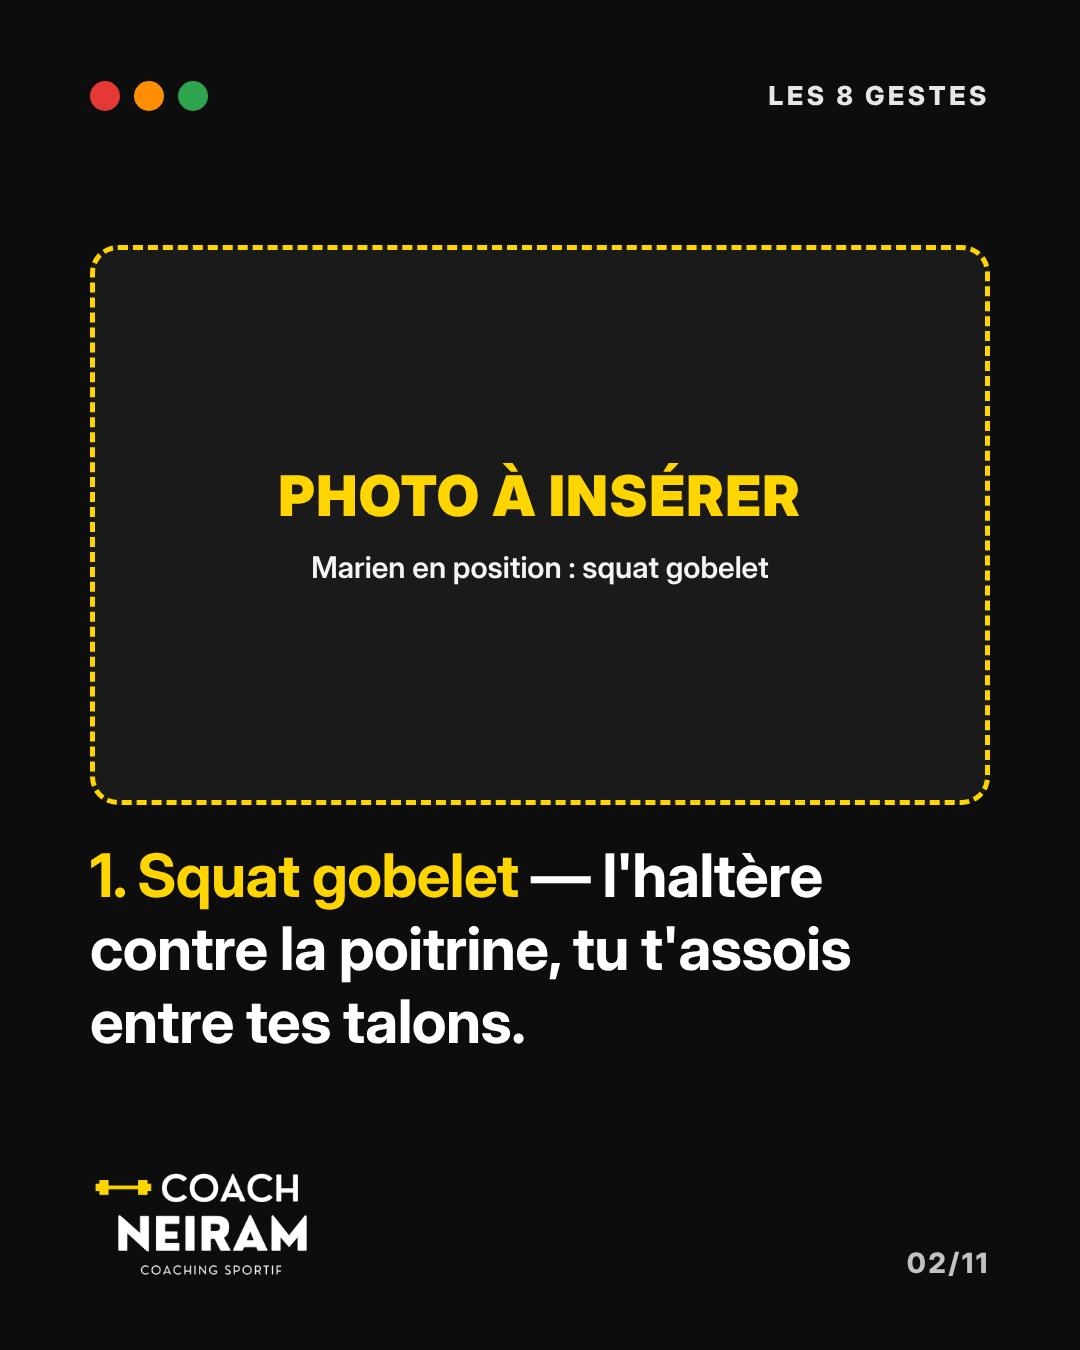 LES 8 GESTES
PHOTO À INSÉRER
Marien en position : squat gobelet
1. Squat gobelet — l'haltère
contre la poitrine, tu t'assois
entre tes talons.
COACH
NEIRAM
COACHING SPORTIF
02/11